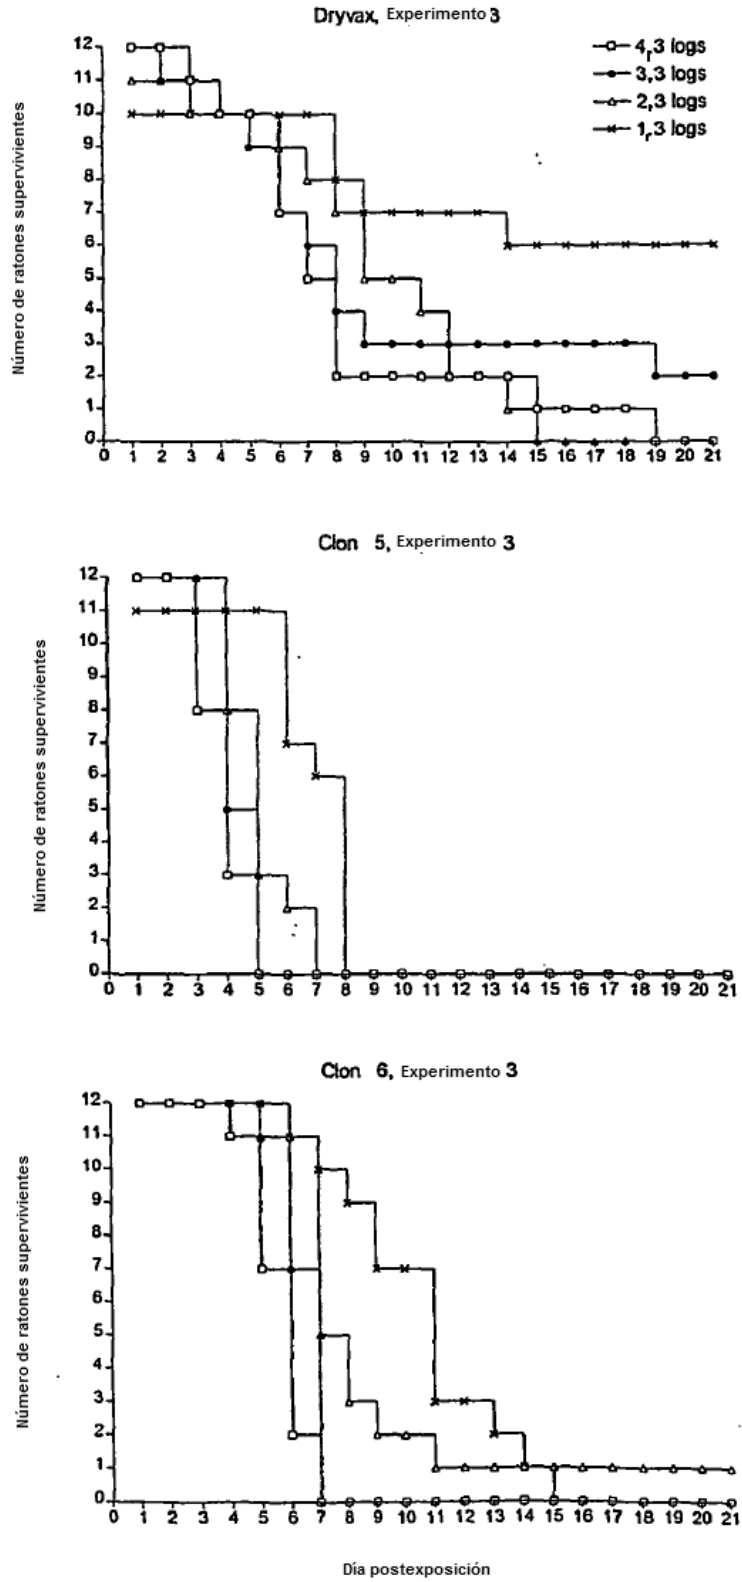 Dryvax, Experimento 3
4,3 logs
3,3 logs
2,3 logs
1,3 logs
Número de ratones supervivientes
12
11
10
9
8
7
6
5
4
3
2
1
0
0 1 2 3 4 5 6 7 8 9 10 11 12 13 14 15 16 17 18 19 20 21
Clon 5, Experimento 3
Número de ratones supervivientes
12
11
10
9
8
7
6
5
4
3
2
1
0
0 1 2 3 4 5 6 7 8 9 10 11 12 13 14 15 16 17 18 19 20 21
Clon 6, Experimento 3
Número de ratones supervivientes
12
11
10
9
8
7
6
5
4
3
2
1
0
0 1 2 3 4 5 6 7 8 9 10 11 12 13 14 15 16 17 18 19 20 21
Día postexposición